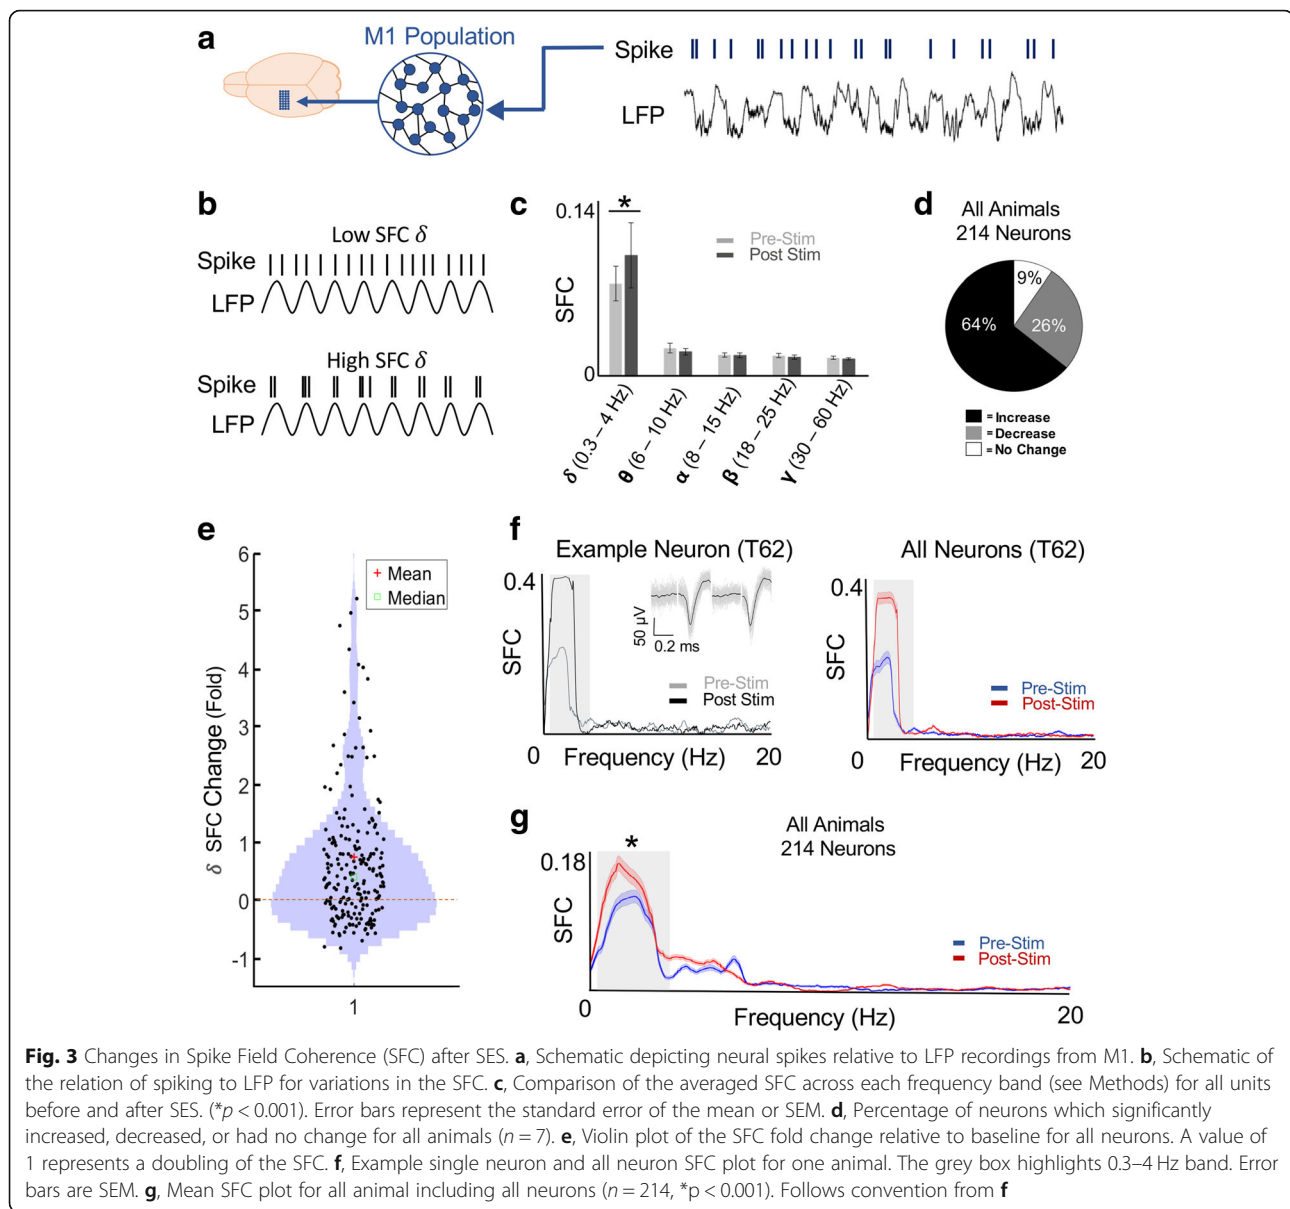 a
M1 Population
Spike
LFP
b
Low SFC δ
Spike
LFP
High SFC δ
Spike
LFP
c
0.14
*
Pre-Stim
Post Stim
SFC
0
δ (0.3 – 4 Hz)
θ (6 – 10 Hz)
α (8 – 15 Hz)
β (18 – 25 Hz)
γ (30 – 60 Hz)
d
All Animals
214 Neurons
9%
64%
26%
= Increase
= Decrease
= No Change
e
6
5
4
3
2
1
0
-1
δ SFC Change (Fold)
+ Mean
Median
1
f
Example Neuron (T62)
0.4
SFC
50 μV
0.2 ms
Pre-Stim
Post Stim
0
Frequency (Hz)
20
All Neurons (T62)
0.4
SFC
Pre-Stim
Post-Stim
0
Frequency (Hz)
20
g
All Animals
214 Neurons
*
0.18
SFC
Pre-Stim
Post-Stim
0
Frequency (Hz)
20
Fig. 3 Changes in Spike Field Coherence (SFC) after SES. a, Schematic depicting neural spikes relative to LFP recordings from M1. b, Schematic of
the relation of spiking to LFP for variations in the SFC. c, Comparison of the averaged SFC across each frequency band (see Methods) for all units
before and after SES. (*p < 0.001). Error bars represent the standard error of the mean or SEM. d, Percentage of neurons which significantly
increased, decreased, or had no change for all animals (n = 7). e, Violin plot of the SFC fold change relative to baseline for all neurons. A value of
1 represents a doubling of the SFC. f, Example single neuron and all neuron SFC plot for one animal. The grey box highlights 0.3–4 Hz band. Error
bars are SEM. g, Mean SFC plot for all animal including all neurons (n = 214, *p < 0.001). Follows convention from f